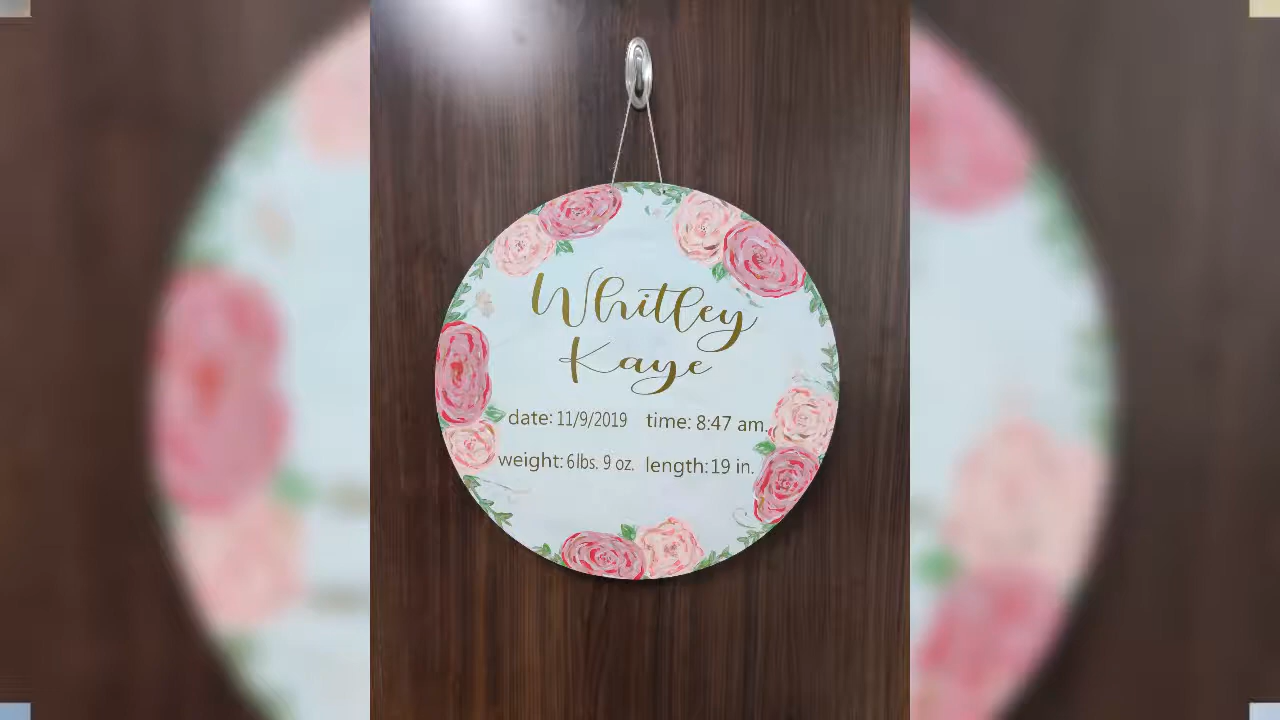 Whitley
Kaye
date: 11/9/2019 time: 8:47 am.
weight: 6lbs. 9 oz. length: 19 in.